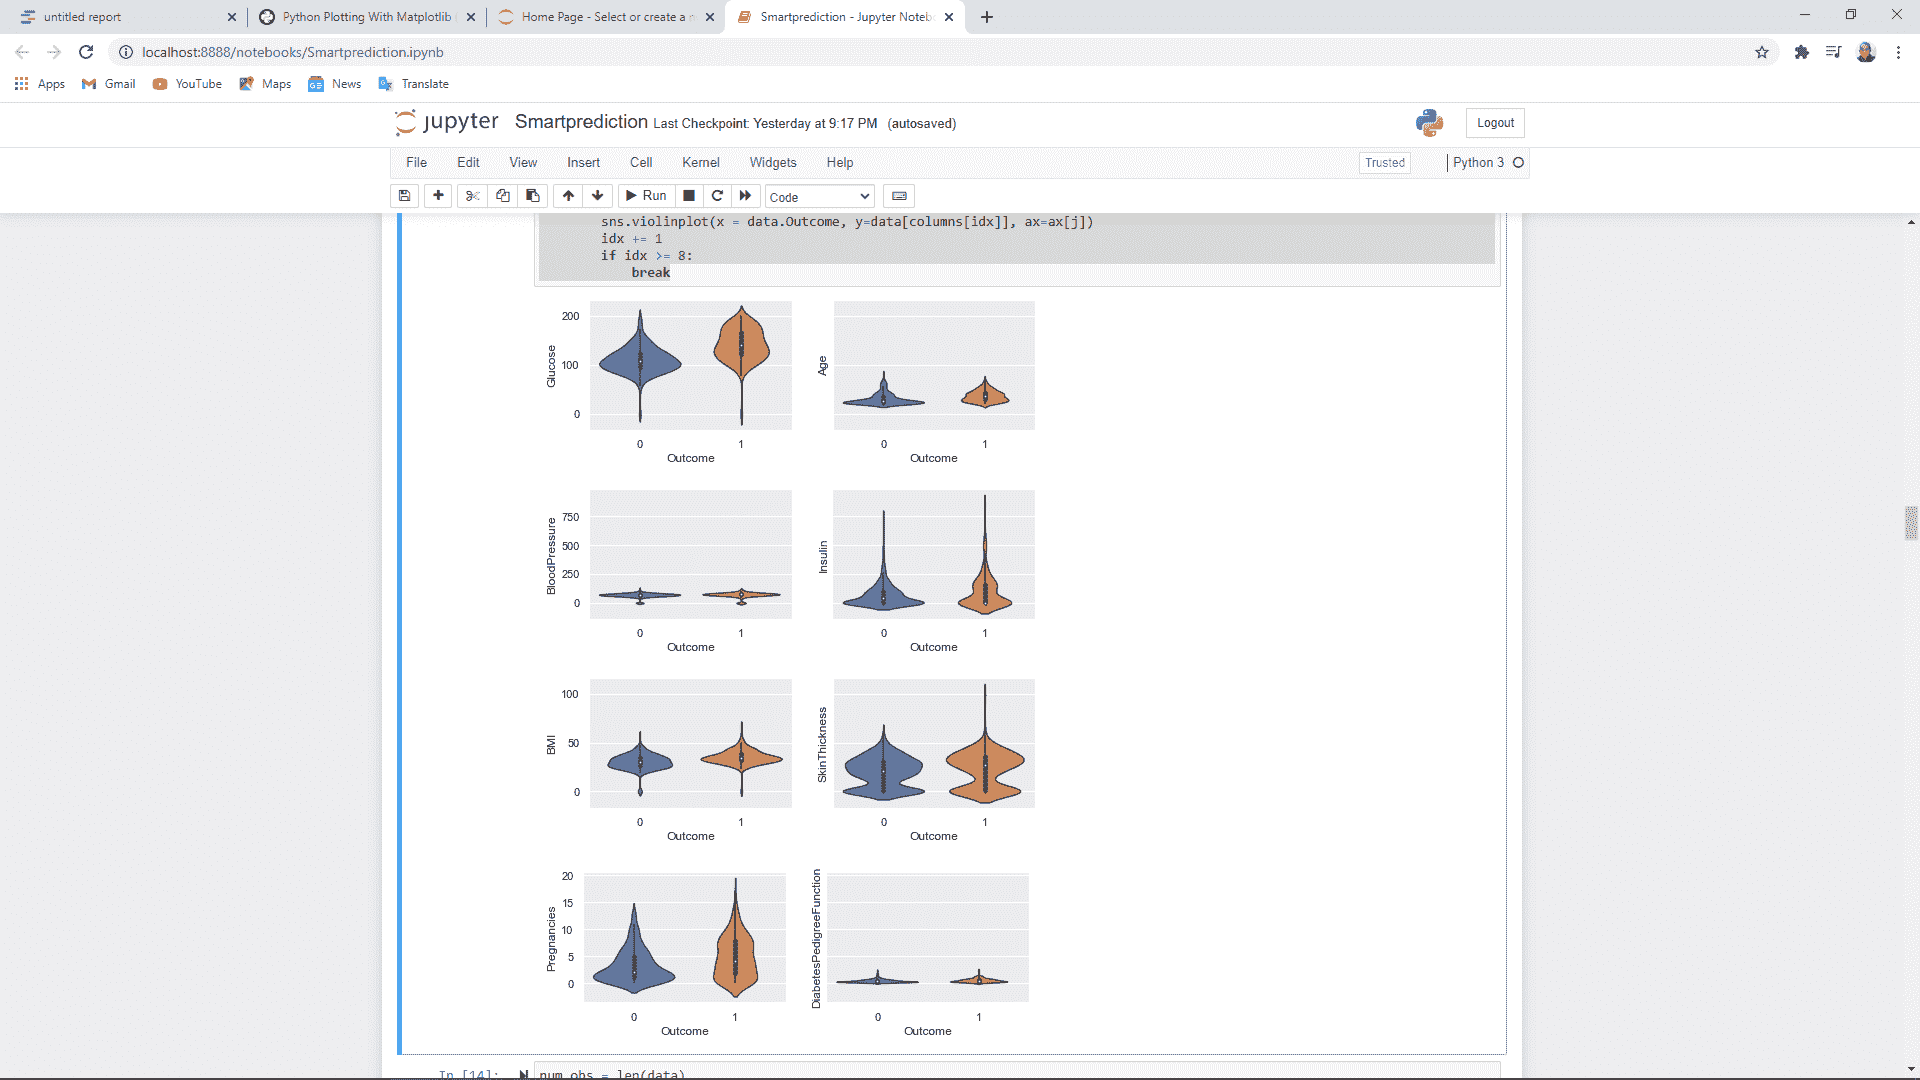 untitled report
Python Plotting With Matplotlib
Home Page - Select or create a
Smartprediction - Jupyter Noteb
localhost:8888/notebooks/Smartprediction.ipynb
Apps Gmail YouTube Maps News Translate
jupyter Smartprediction Last Checkpoint: Yesterday at 9:17 PM (autosaved)
Logout
File Edit View Insert Cell Kernel Widgets Help
Trusted Python 3
Run Code
sns.violinplot(x = data.Outcome, y=data[columns[idx]], ax=ax[j])
idx += 1
if idx >= 8:
break
Glucose
200
100
0
0 1
Outcome
Age
0 1
Outcome
BloodPressure
750
500
250
0
0 1
Outcome
Insulin
0 1
Outcome
BMI
100
50
0
0 1
Outcome
SkinThickness
0 1
Outcome
Pregnancies
20
15
10
5
0
0 1
Outcome
DiabetesPedigreeFunction
0 1
Outcome
In [14]: num_obs = len(data)